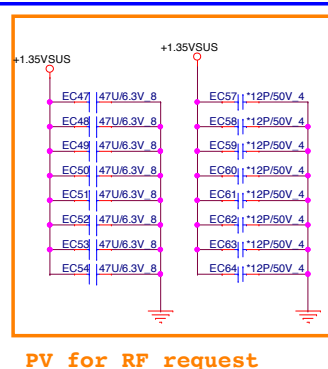 +1.35VSUS
EC47 47U/6.3V_8
EC48 47U/6.3V_8
EC49 47U/6.3V_8
EC50 47U/6.3V_8
EC51 47U/6.3V_8
EC52 47U/6.3V_8
EC53 47U/6.3V_8
EC54 47U/6.3V_8
+1.35VSUS
EC57 *12P/50V_4
EC58 *12P/50V_4
EC59 *12P/50V_4
EC60 *12P/50V_4
EC61 *12P/50V_4
EC62 *12P/50V_4
EC63 *12P/50V_4
EC64 *12P/50V_4
PV for RF request